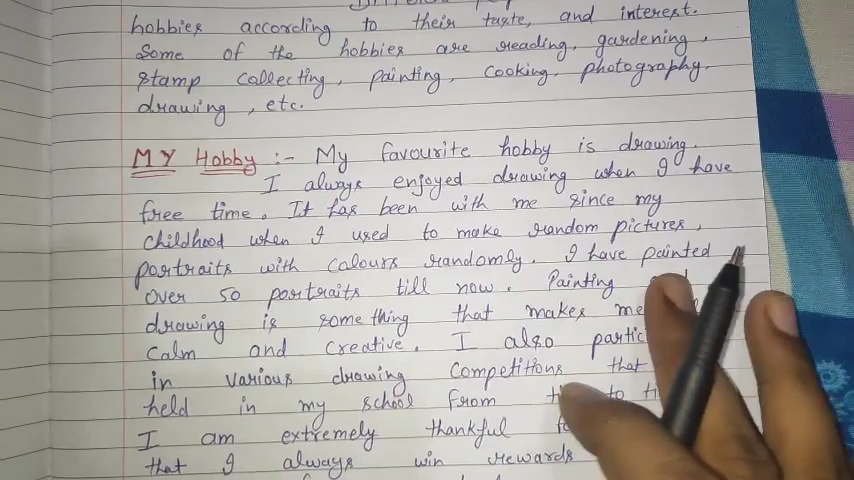 hobbies according to their taste, and interest.
Some of the hobbies are reading, gardening,
stamp collecting, painting, cooking, photography,
drawing, etc.
MY Hobby :- My favourite hobby is drawing.
I always enjoyed drawing when I have
free time. It has been with me since my
childhood when I used to make random pictures,
portraits with colours randomly. I have painted
over 50 portraits till now. Painting
drawing is something that makes me
calm and creative. I also
in various drawing competitions that
held in my school from to
I am extremely thankful
that I always win rewards